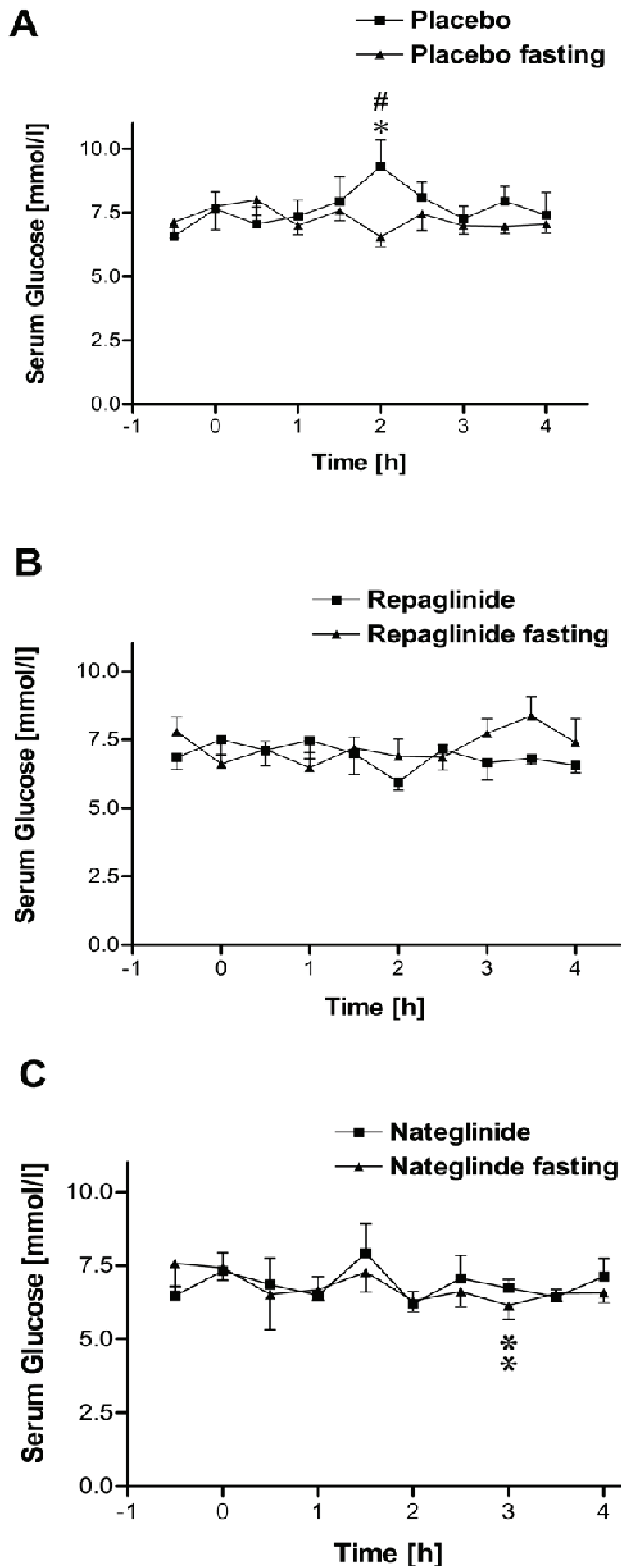 A
Placebo
Placebo fasting
#
*
Serum Glucose [mmol/l]
10.0
7.5
5.0
2.5
0.0
-1 0 1 2 3 4
Time [h]
B
Repaglinide
Repaglinide fasting
Serum Glucose [mmol/l]
10.0
7.5
5.0
2.5
0.0
-1 0 1 2 3 4
Time [h]
C
Nateglinide
Nateglinde fasting
Serum Glucose [mmol/l]
10.0
7.5
5.0
2.5
0.0
*
*
-1 0 1 2 3 4
Time [h]